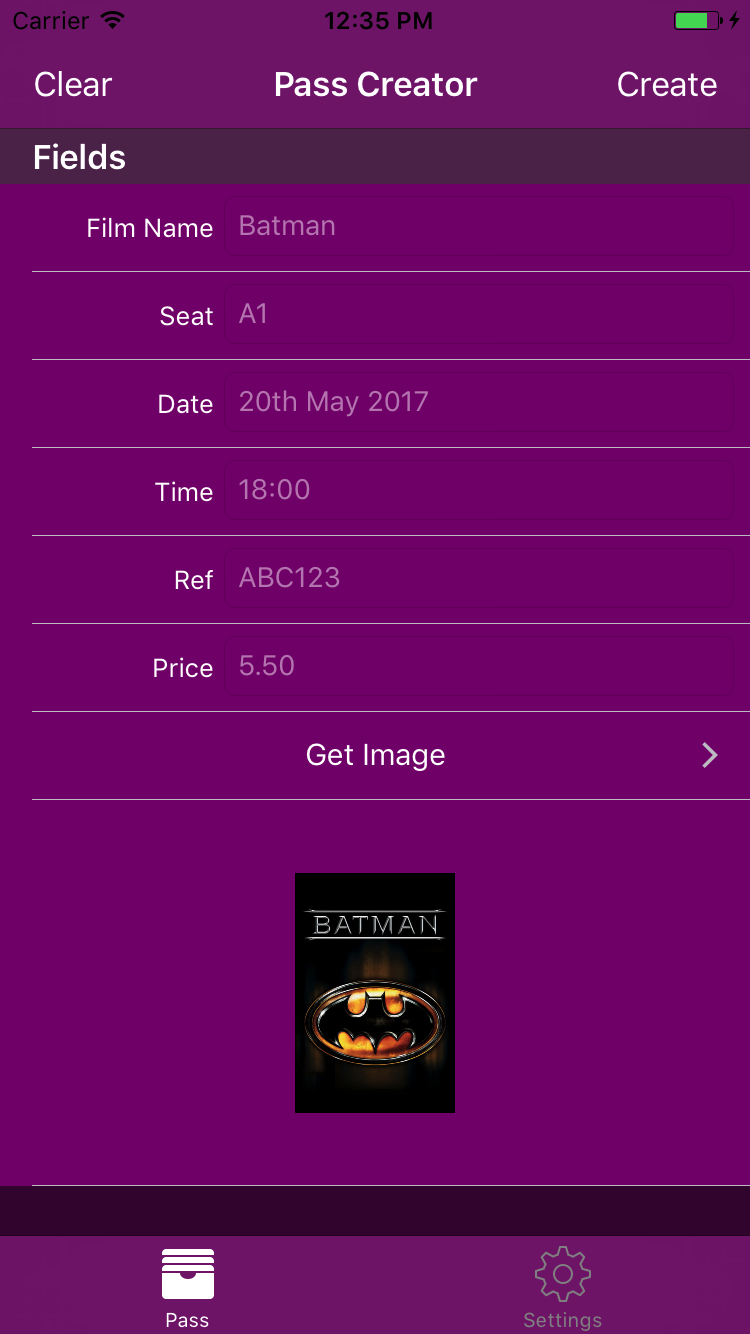 Carrier 12:35 PM
Clear Pass Creator Create
Fields
Film Name Batman
Seat A1
Date 20th May 2017
Time 18:00
Ref ABC123
Price 5.50
Get Image
BATMAN
Pass Settings